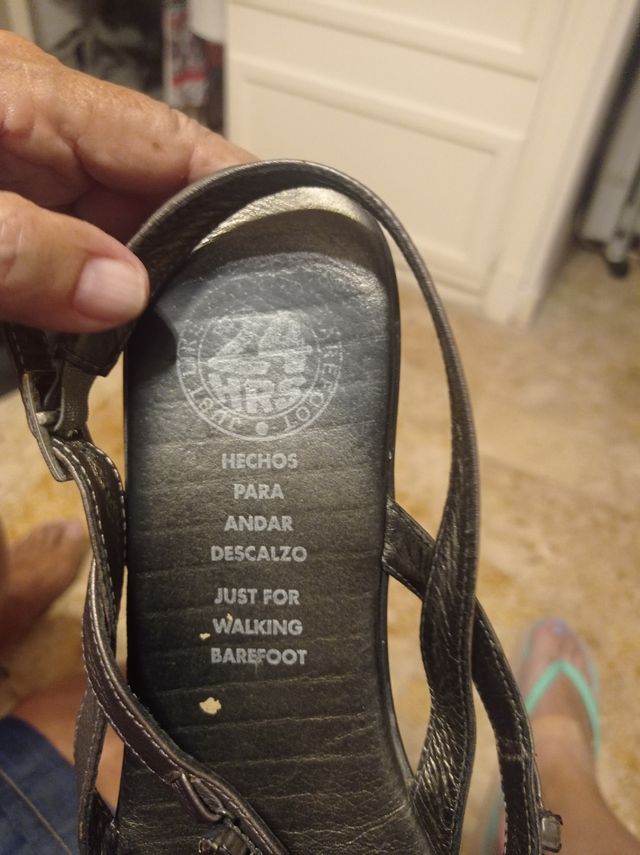 24
HRS
HECHOS
PARA
ANDAR
DESCALZO
JUST FOR
WALKING
BAREFOOT